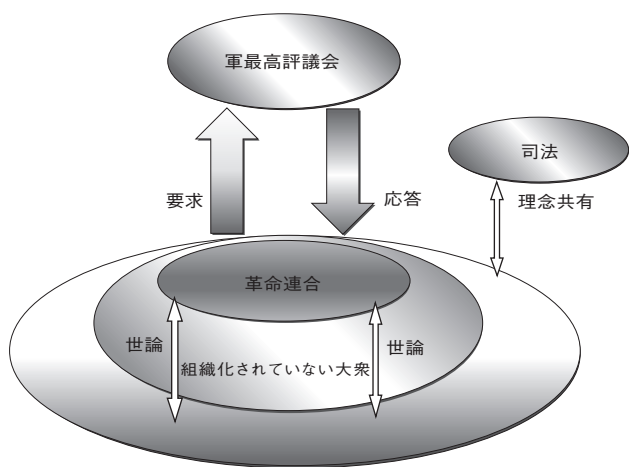 軍最高評議会
司法
要求
応答
理念共有
革命連合
世論
世論
組織化されていない大衆